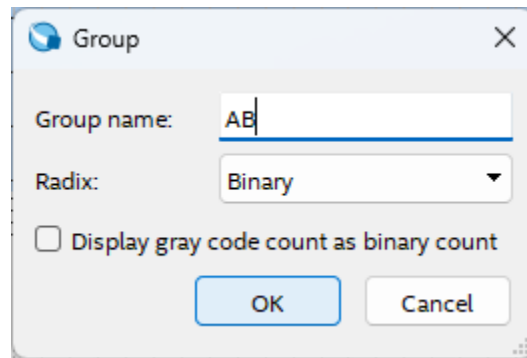 Group
Group name: AB
Radix: Binary
Display gray code count as binary count
OK Cancel